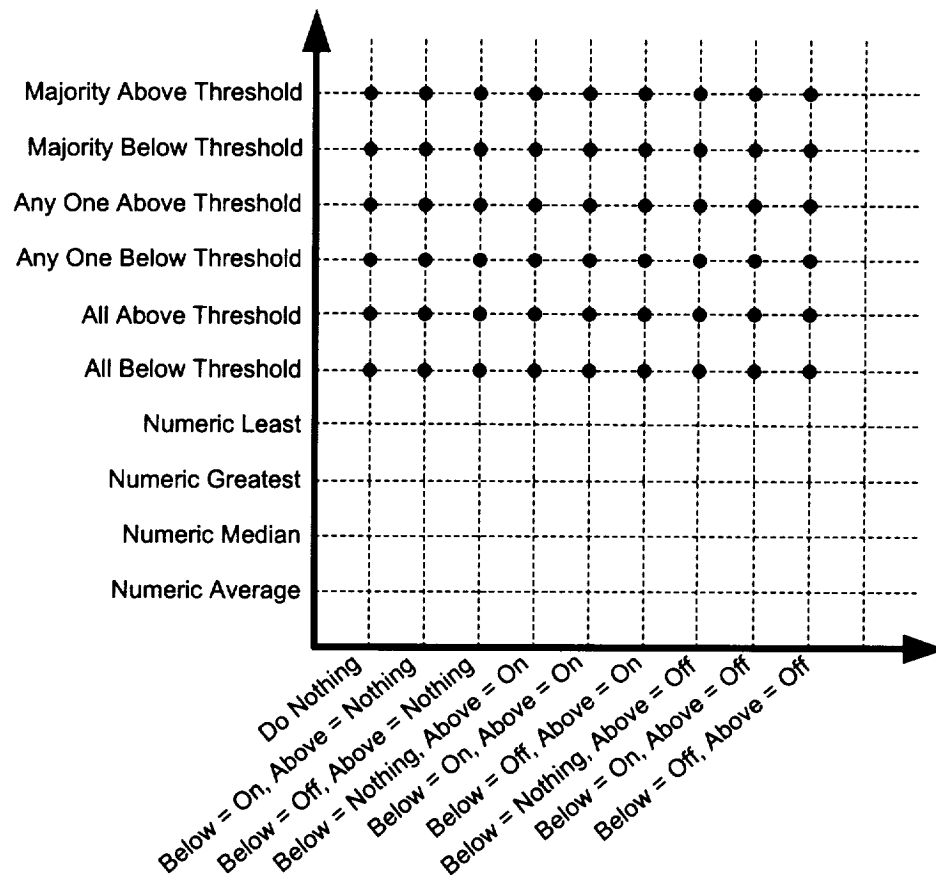 Majority Above Threshold
Majority Below Threshold
Any One Above Threshold
Any One Below Threshold
All Above Threshold
All Below Threshold
Numeric Least
Numeric Greatest
Numeric Median
Numeric Average
Do Nothing
Below = On, Above = Nothing
Below = Off, Above = Nothing
Below = Nothing, Above = On
Below = On, Above = On
Below = Off, Above = On
Below = Nothing, Above = Off
Below = On, Above = Off
Below = Off, Above = Off